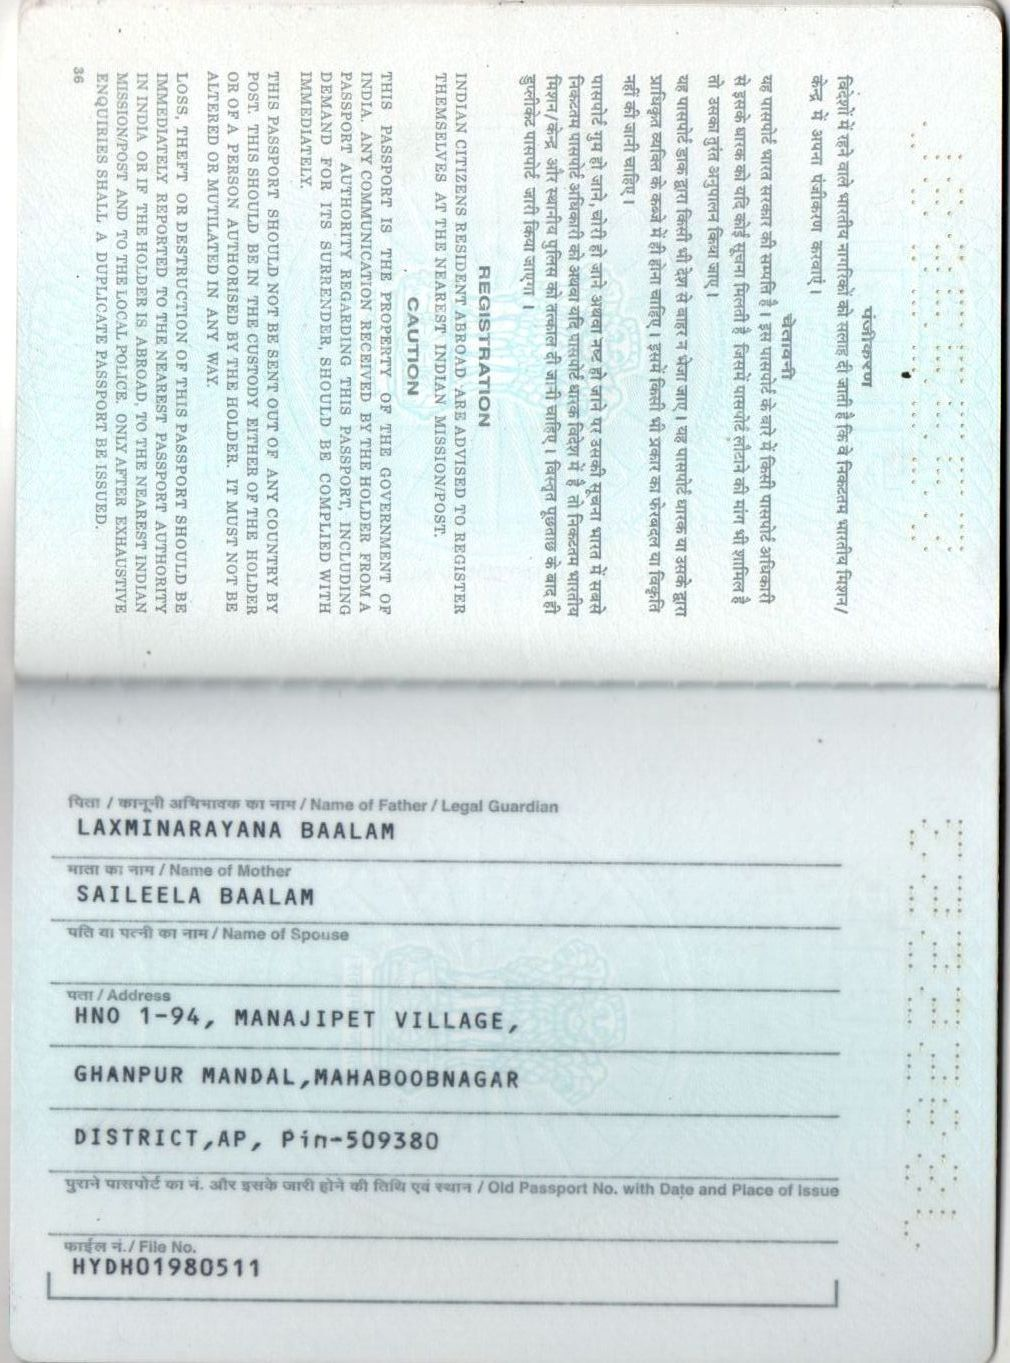 पंजीकरण
विदेशों में रहने वाले भारतीय नागरिकों को सलाह दी जाती है कि वे निकटतम भारतीय मिशन/
केन्द्र में अपना पंजीकरण करवाएं ।
चेतावनी
यह पासपोर्ट भारत सरकार की सम्पत्ति है । इस पासपोर्ट के बारे में किसी पासपोर्ट अधिकारी
से इसके धारक को यदि कोई सूचना मिलती है जिसमें पासपोर्ट लौटाने की मांग भी शामिल है
तो उसका तुरंत अनुपालन किया जाए ।
यह पासपोर्ट डाक द्वारा किसी भी देश से बाहर न भेजा जाए । यह पासपोर्ट धारक या उसके द्वारा
प्राधिकृत व्यक्ति के कब्जे में ही होना चाहिए । इसमें किसी भी प्रकार का फेरबदल या विकृति
नहीं की जानी चाहिए ।
पासपोर्ट गुम हो जाने, चोरी हो जाने अथवा नष्ट हो जाने पर उसकी सूचना भारत में सबसे
निकटतम पासपोर्ट अधिकारी को अथवा यदि पासपोर्ट धारक विदेश में है तो निकटतम भारतीय
मिशन/केन्द्र और स्थानीय पुलिस को तत्काल दी जानी चाहिए । विस्तृत पूछताछ के बाद ही
डुप्लीकेट पासपोर्ट जारी किया जाएगा ।
REGISTRATION
INDIAN CITIZENS RESIDENT ABROAD ARE ADVISED TO REGISTER
THEMSELVES AT THE NEAREST INDIAN MISSION/POST.
CAUTION
THIS PASSPORT IS THE PROPERTY OF THE GOVERNMENT OF
INDIA. ANY COMMUNICATION RECEIVED BY THE HOLDER FROM A
PASSPORT AUTHORITY REGARDING THIS PASSPORT, INCLUDING
DEMAND FOR ITS SURRENDER, SHOULD BE COMPLIED WITH
IMMEDIATELY.
THIS PASSPORT SHOULD NOT BE SENT OUT OF ANY COUNTRY BY
POST. THIS SHOULD BE IN THE CUSTODY EITHER OF THE HOLDER
OR OF A PERSON AUTHORISED BY THE HOLDER. IT MUST NOT BE
ALTERED OR MUTILATED IN ANY WAY.
LOSS, THEFT OR DESTRUCTION OF THIS PASSPORT SHOULD BE
IMMEDIATELY REPORTED TO THE NEAREST PASSPORT AUTHORITY
IN INDIA OR IF THE HOLDER IS ABROAD, TO THE NEAREST INDIAN
MISSION/POST AND TO THE LOCAL POLICE. ONLY AFTER EXHAUSTIVE
ENQUIRIES SHALL A DUPLICATE PASSPORT BE ISSUED.
36
पिता / कानूनी अभिभावक का नाम / Name of Father / Legal Guardian
LAXMINARAYANA BAALAM
माता का नाम / Name of Mother
SAILEELA BAALAM
पति या पत्नी का नाम / Name of Spouse
पता / Address
HNO 1-94, MANAJIPET VILLAGE,
GHANPUR MANDAL,MAHABOOBNAGAR
DISTRICT,AP, Pin-509380
पुराने पासपोर्ट का नं. और इसके जारी होने की तिथि एवं स्थान / Old Passport No. with Date and Place of Issue
फाईल नं./ File No.
HYDH01980511